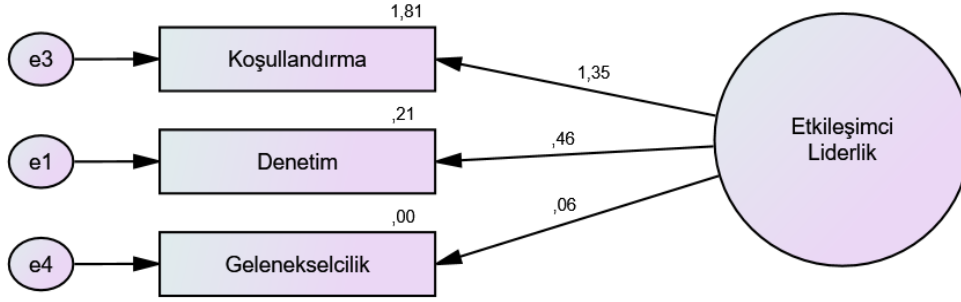 1,81
e3
Koşullandırma
1,35
,21
e1
Denetim
,46
Etkileşimci
Liderlik
,00
e4
Gelenekselcilik
,06